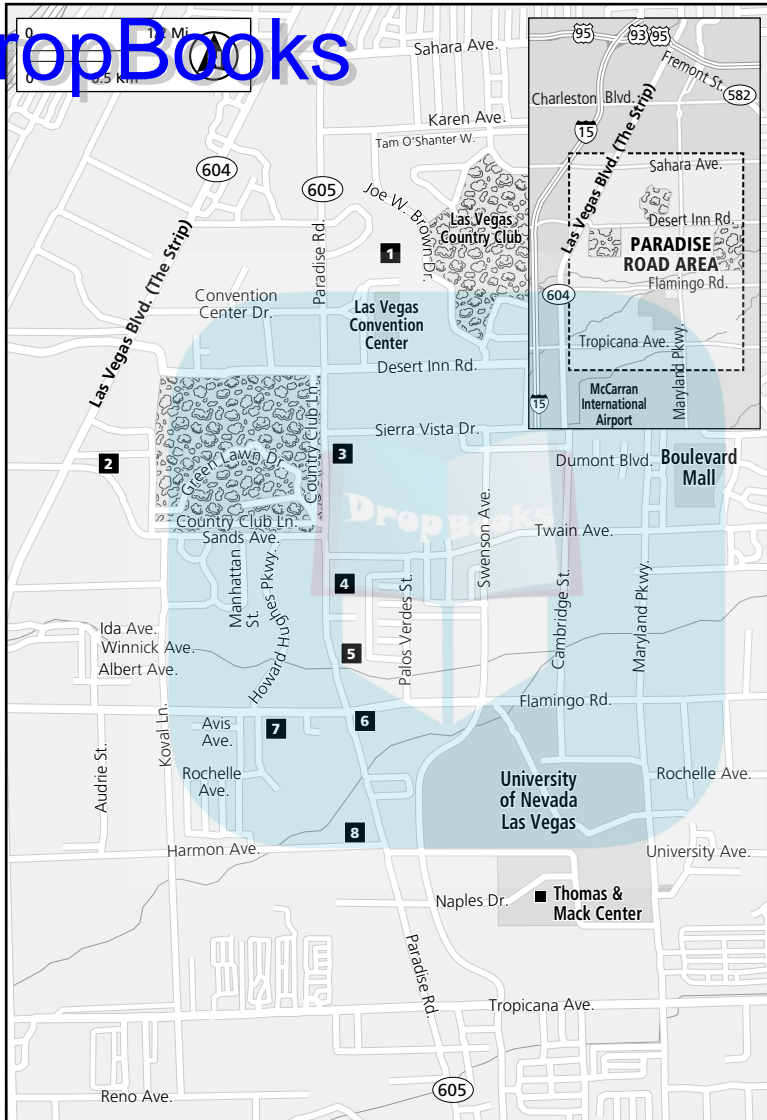 DropBooks
0 1/2 Mi
0 0.5 Km
Sahara Ave.
Karen Ave.
Tam O'Shanter W.
604
605
Joe W. Brown Dr.
Las Vegas
Country Club
1
Paradise Rd.
Las Vegas Blvd. (The Strip)
Convention
Center Dr.
Las Vegas
Convention
Center
Desert Inn Rd.
Country Club Ln.
Sierra Vista Dr.
2
3
Green Lawn Dr.
Dumont Blvd.
Boulevard
Mall
DropBooks
Country Club Ln.
Sands Ave.
Swenson Ave.
Twain Ave.
Manhattan
St.
Howard Hughes Pkwy.
4
Palos Verdes St.
Cambridge St.
Maryland Pkwy.
Ida Ave.
Winnick Ave.
Albert Ave.
5
Flamingo Rd.
Koval Ln.
Avis
Ave.
7
6
Audrie St.
Rochelle
Ave.
University
of Nevada
Las Vegas
Rochelle Ave.
8
Harmon Ave.
University Ave.
Naples Dr.
Thomas &
Mack Center
Paradise Rd.
Tropicana Ave.
Reno Ave.
605
95
93
95
Fremont St.
582
Charleston Blvd.
15
Las Vegas Blvd. (The Strip)
Sahara Ave.
Desert Inn Rd.
PARADISE
ROAD AREA
Flamingo Rd.
604
Tropicana Ave.
Maryland Pkwy.
McCarran
International
Airport
15